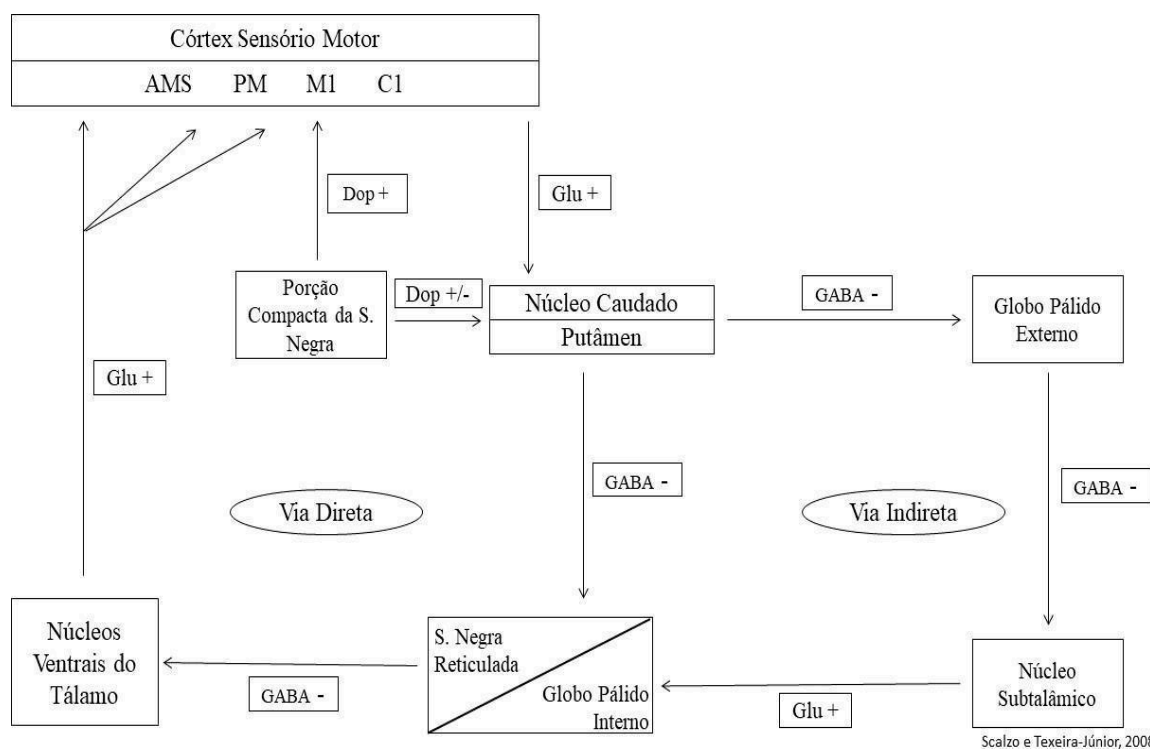 Córtex Sensório Motor
AMS PM M1 C1
Dop +
Glu +
Porção
Compacta da S.
Negra
Dop +/-
Núcleo Caudado
Putâmen
GABA -
Globo Pálido
Externo
Glu +
GABA -
GABA -
Via Direta
Via Indireta
Núcleos
Ventrais do
Tálamo
GABA -
S. Negra
Reticulada
Globo Pálido
Interno
Glu +
Núcleo
Subtalâmico
Scalzo e Texeira-Júnior, 2008